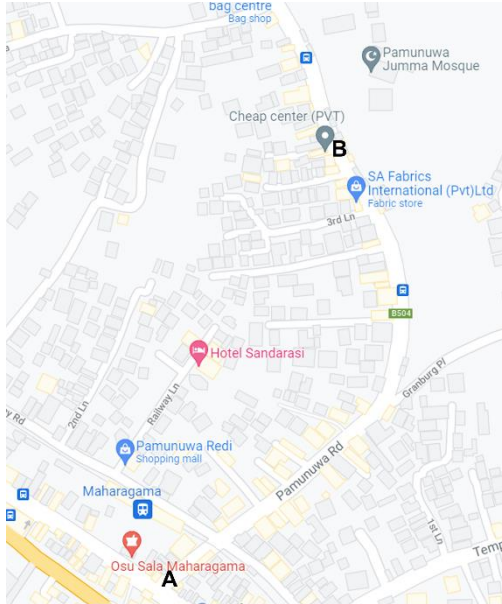 bag centre
Bag shop
Pamunuwa
Jumma Mosque
Cheap center (PVT)
B
SA Fabrics
International (Pvt)Ltd
Fabric store
3rd Ln
B504
Hotel Sandarasi
Granburg Pl
Railway Ln
2nd Ln
y Rd
Pamunuwa Redi
Shopping mall
Pamunuwa Rd
Maharagama
1st Ln
Temp
Osu Sala Maharagama
A